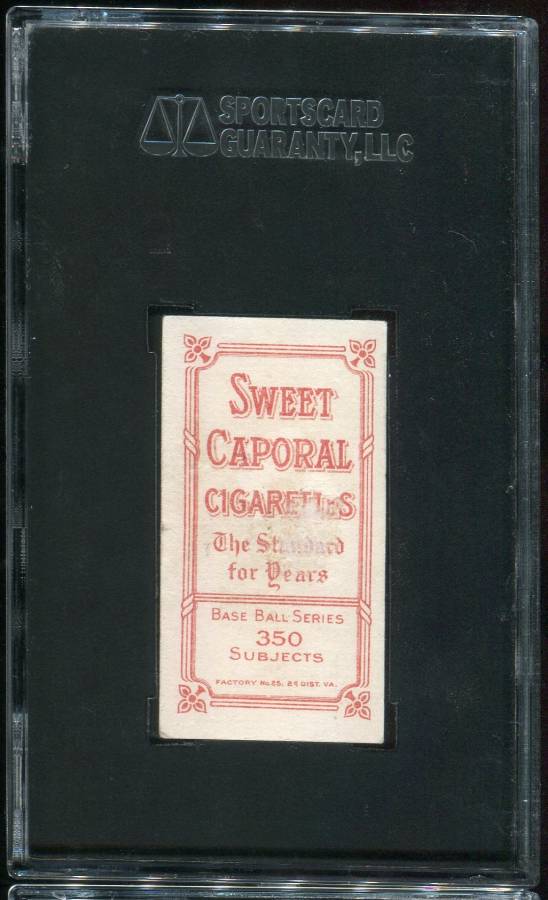 SPORTSCARD
GUARANTY, LLC
SWEET
CAPORAL
CIGARETTES
The Standard
for Years
BASE BALL SERIES
350
SUBJECTS
FACTORY No. 25, 2d DIST. VA.